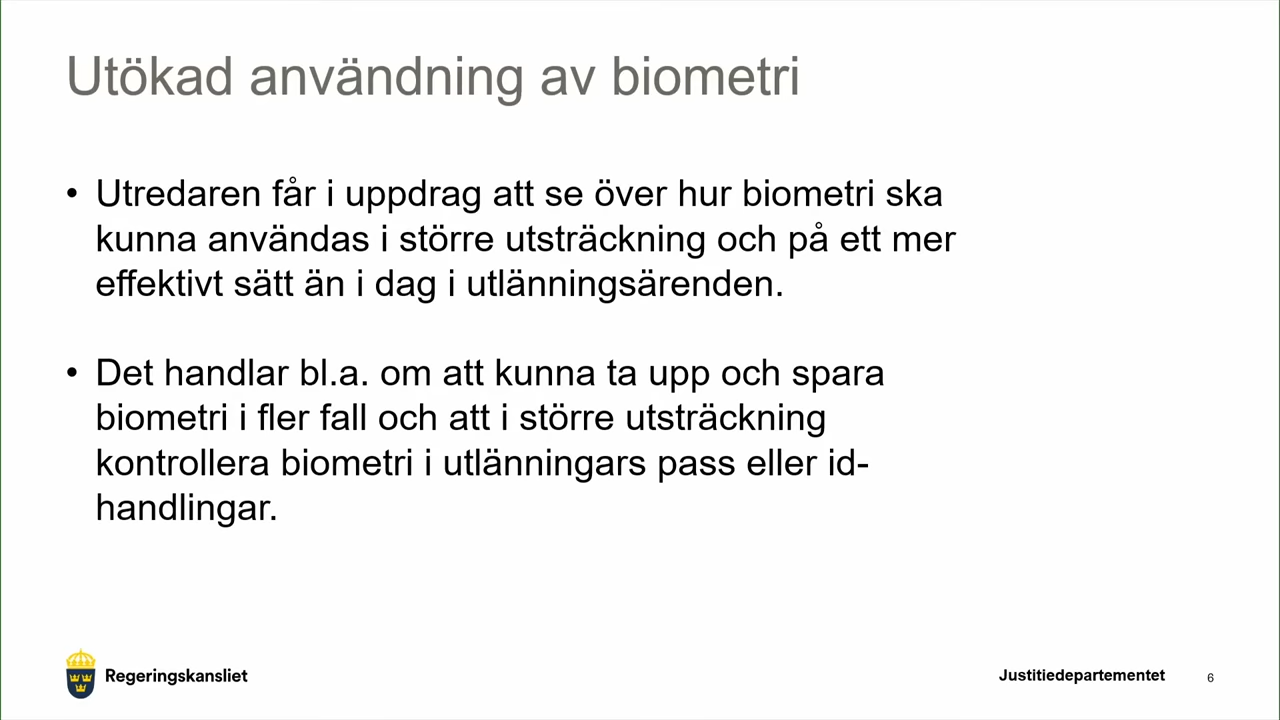 Utökad användning av biometri
• Utredaren får i uppdrag att se över hur biometri ska
kunna användas i större utsträckning och på ett mer
effektivt sätt än i dag i utlänningsärenden.
• Det handlar bl.a. om att kunna ta upp och spara
biometri i fler fall och att i större utsträckning
kontrollera biometri i utlänningars pass eller id-
handlingar.
Regeringskansliet
Justitiedepartementet
6